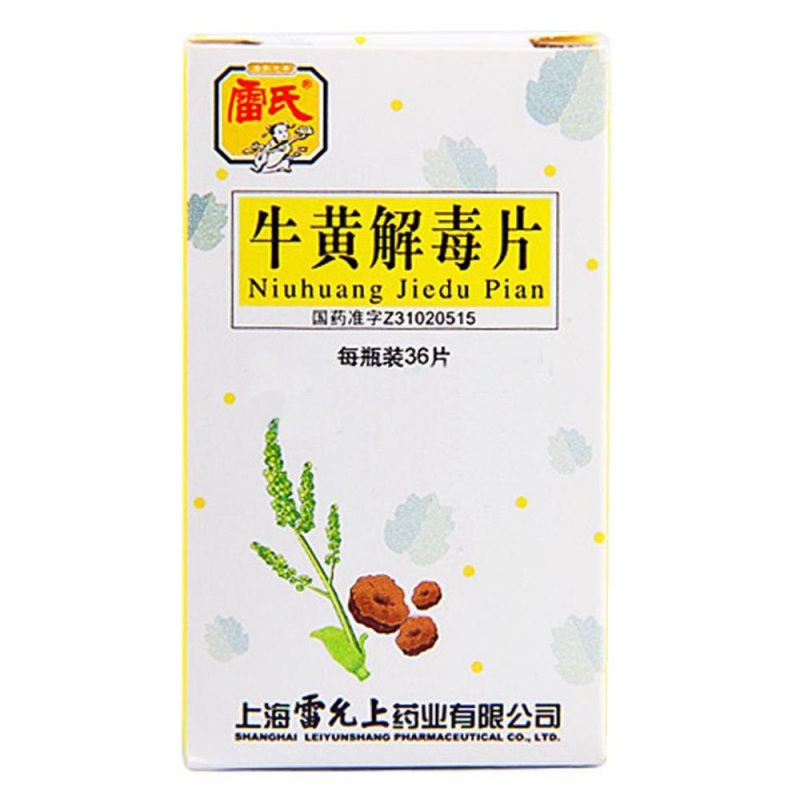 雷氏®
牛黄解毒片
Niuhuang Jiedu Pian
国药准字Z31020515
每瓶装36片
上海雷允上药业有限公司
SHANGHAI LEIYUNSHANG PHARMACEUTICAL CO., LTD.